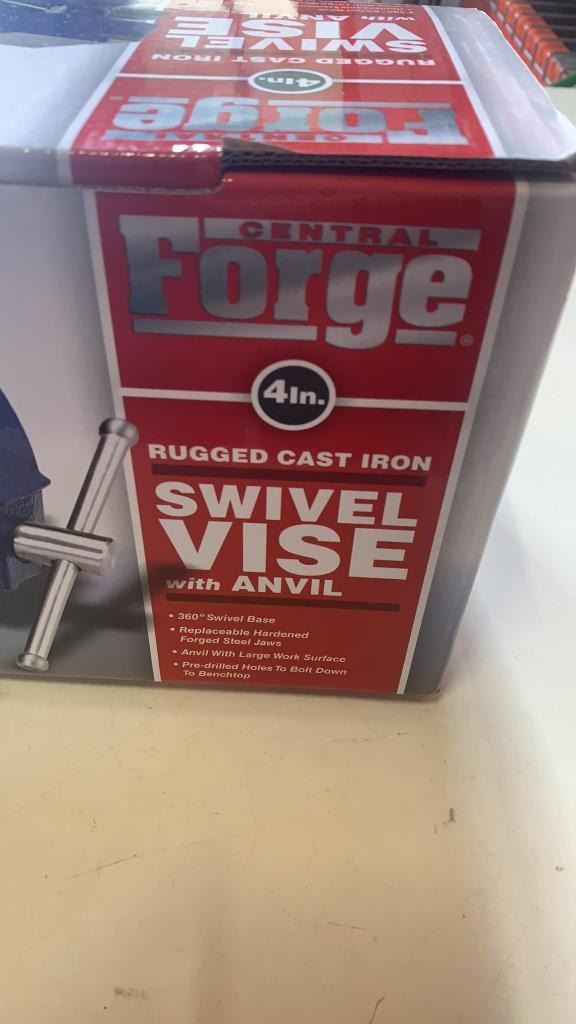 with ANVIL
VISE
SWIVEL
RUGGED CAST IRON
4In.
Forge
CENTRAL
CENTRAL
Forge®
4In.
RUGGED CAST IRON
SWIVEL
VISE
with ANVIL
• 360° Swivel Base
• Replaceable Hardened
Forged Steel Jaws
• Anvil With Large Work Surface
• Pre-drilled Holes To Bolt Down
To Benchtop